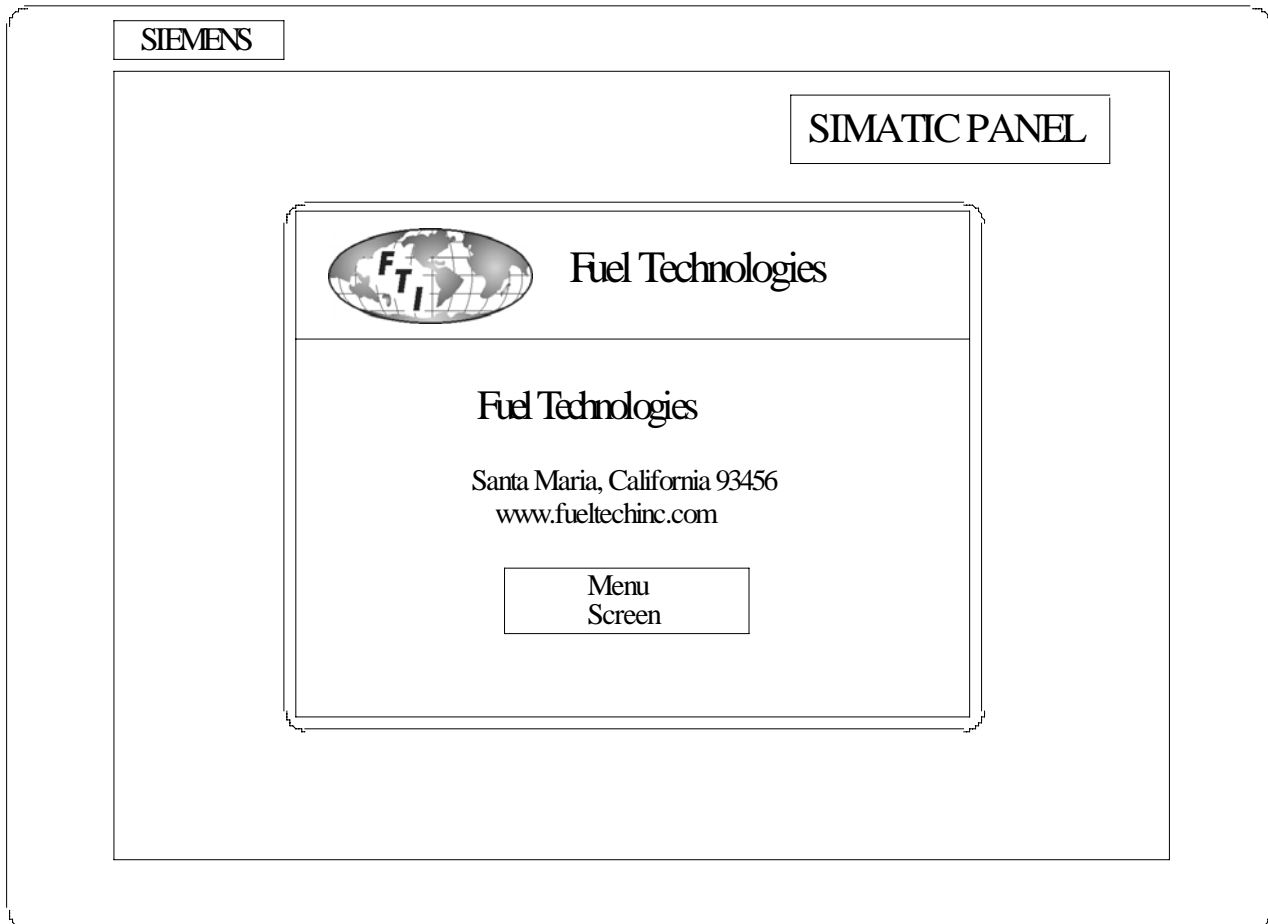 SIEMENS
SIMATIC PANEL
FTI
Fuel Technologies
Fuel Technologies
Santa Maria, California 93456
www.fueltechinc.com
Menu
Screen